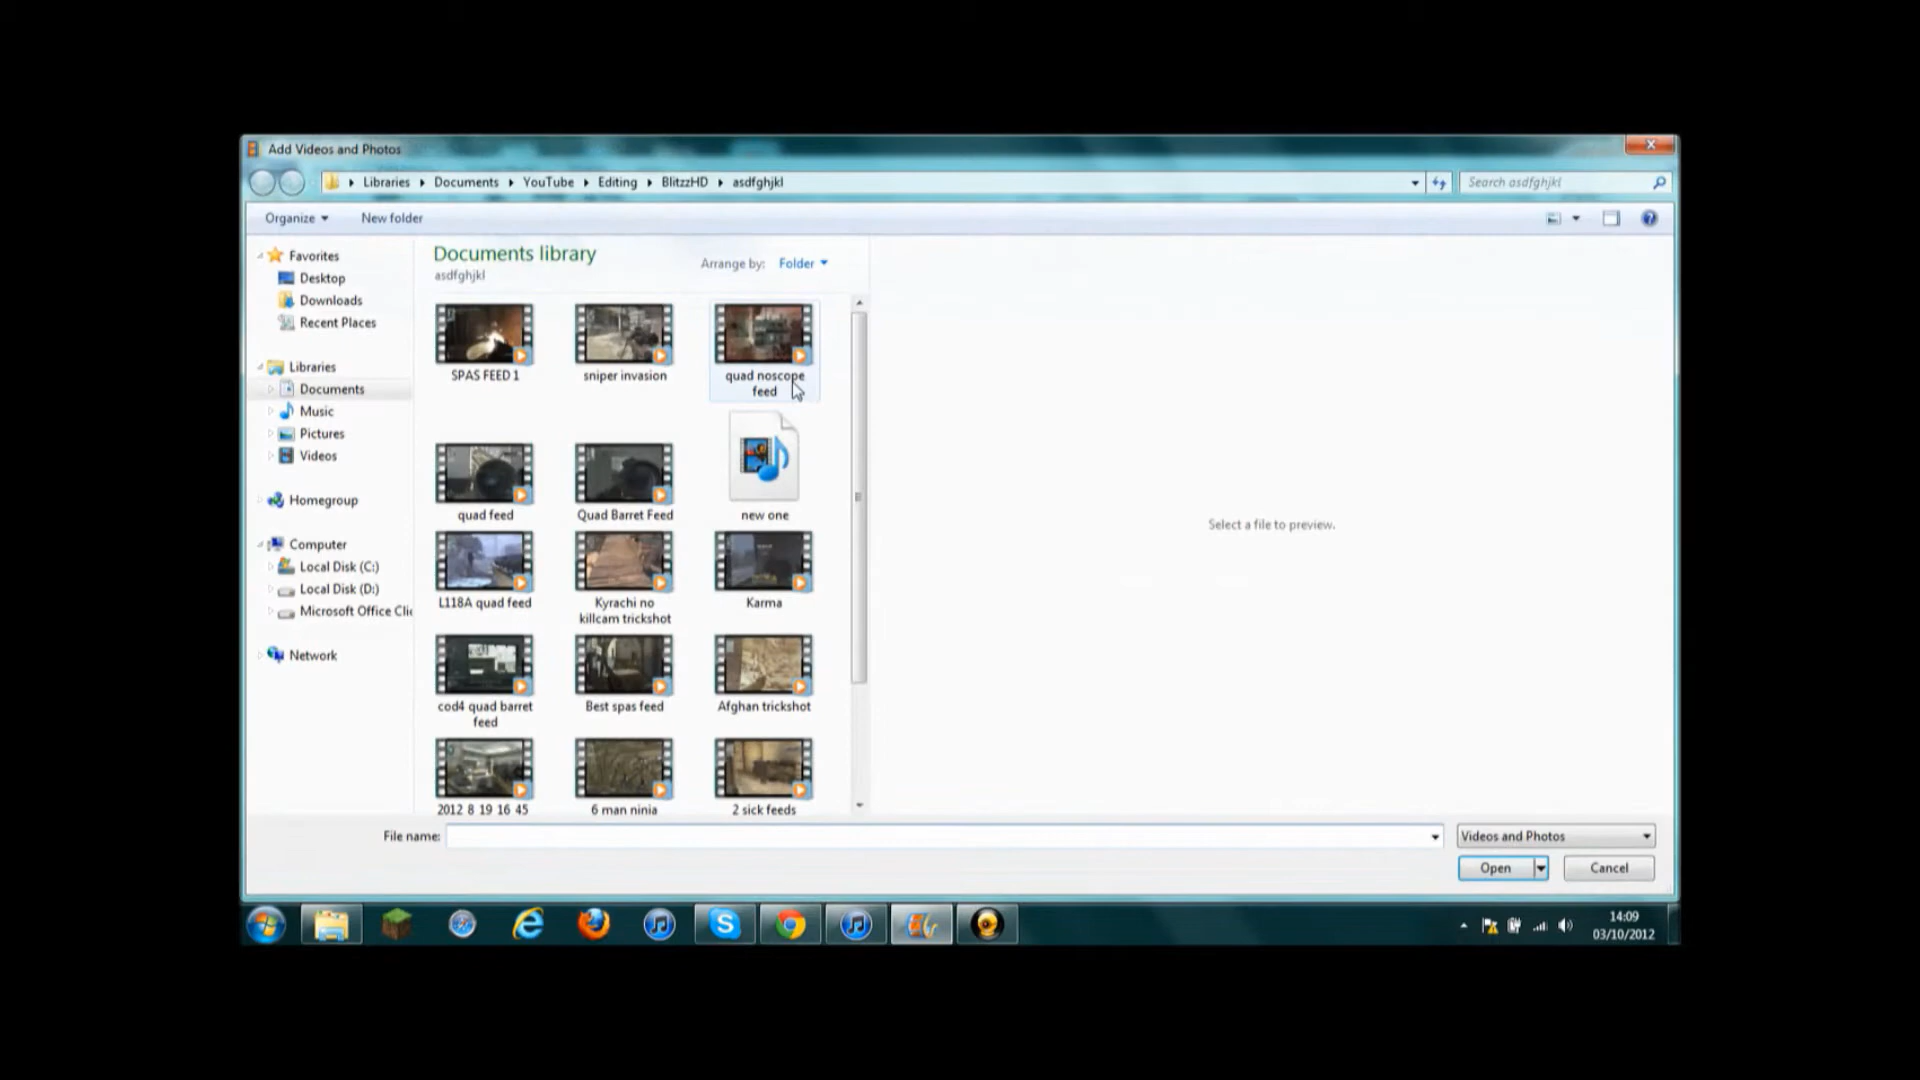 Add Videos and Photos
Libraries Documents YouTube Editing BlitzzHD asdfghjkl
Search asdfghjkl
Organize New folder
Favorites
Desktop
Downloads
Recent Places
Libraries
Documents
Music
Pictures
Videos
Homegroup
Computer
Local Disk (C:)
Local Disk (D:)
Microsoft Office Clic
Network
Documents library
asdfghjkl
Arrange by: Folder
SPAS FEED 1
sniper invasion
quad noscope
feed
quad feed
Quad Barret Feed
new one
L118A quad feed
Kyrachi no
killcam trickshot
Karma
cod4 quad barret
feed
Best spas feed
Afghan trickshot
2012 8 19 16 45
6 man ninja
2 sick feeds
Select a file to preview.
File name:
Videos and Photos
Open
Cancel
14:09
03/10/2012